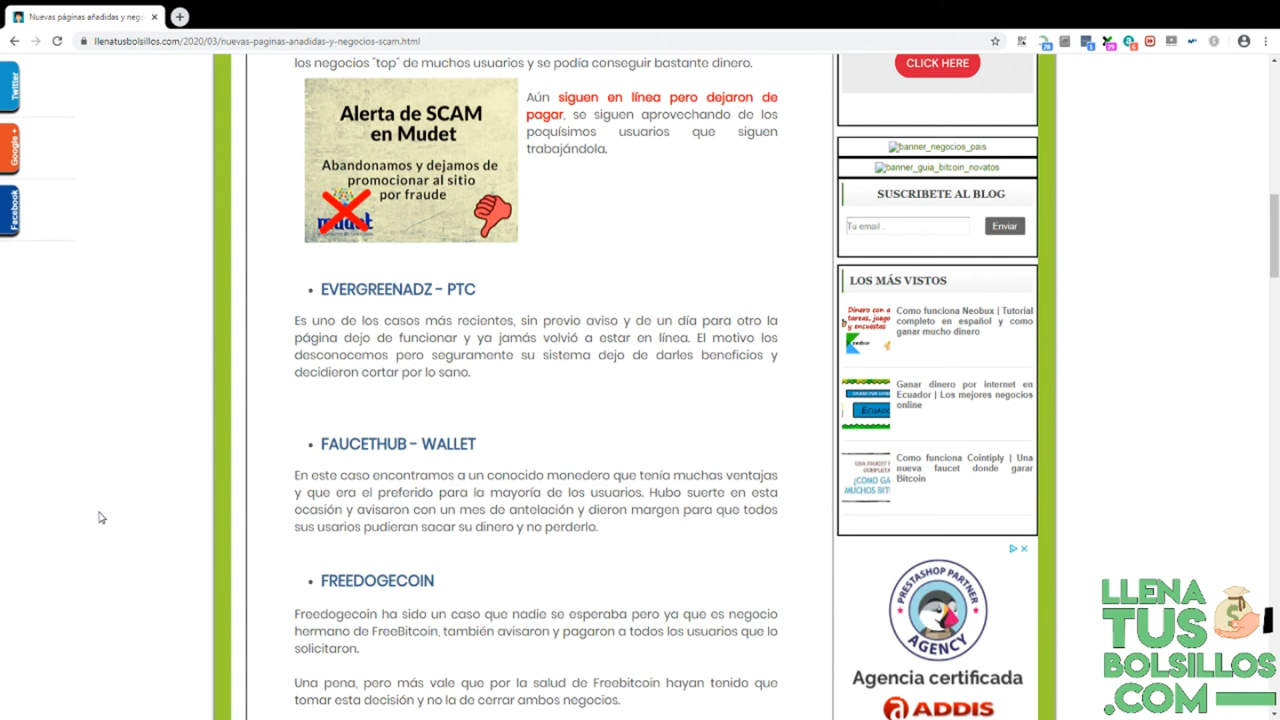 Nuevas páginas añadidas y nego
llenatusbolsillos.com/2020/03/nuevas-paginas-anadidas-y-negocios-scam.html
Twitter
Google +
Facebook
los negocios "top" de muchos usuarios y se podía conseguir bastante dinero.
Alerta de SCAM
en Mudet
Abandonamos y dejamos de
promocionar al sitio
por fraude
mudet
Aún siguen en línea pero dejaron de
pagar, se siguen aprovechando de los
poquísimos usuarios que siguen
trabajándola.
EVERGREENADZ - PTC
Es uno de los casos más recientes, sin previo aviso y de un día para otro la
página dejo de funcionar y ya jamás volvió a estar en línea. El motivo los
desconocemos pero seguramente su sistema dejo de darles beneficios y
decidieron cortar por lo sano.
FAUCETHUB - WALLET
En este caso encontramos a un conocido monedero que tenía muchas ventajas
y que era el preferido para la mayoría de los usuarios. Hubo suerte en esta
ocasión y avisaron con un mes de antelación y dieron margen para que todos
sus usarios pudieran sacar su dinero y no perderlo.
FREEDOGECOIN
Freedogecoin ha sido un caso que nadie se esperaba pero ya que es negocio
hermano de FreeBitcoin, también avisaron y pagaron a todos los usuarios que lo
solicitaron.
Una pena, pero más vale que por la salud de Freebitcoin hayan tenido que
tomar esta decisión y no la de cerrar ambos negocios.
CLICK HERE
banner_negocios_pais
banner_guia_bitcoin_novatos
SUSCRIBETE AL BLOG
Tu email...
Enviar
LOS MÁS VISTOS
Como funciona Neobux | Tutorial
completo en español y como
ganar mucho dinero
Ganar dinero por internet en
Ecuador | Los mejores negocios
online
Como funciona Cointiply | Una
nueva faucet donde garar
Bitcoin
PRESTASHOP PARTNER
AGENCY
Agencia certificada
ADDIS
LLENA
TUS
BOLSILLOS
.COM